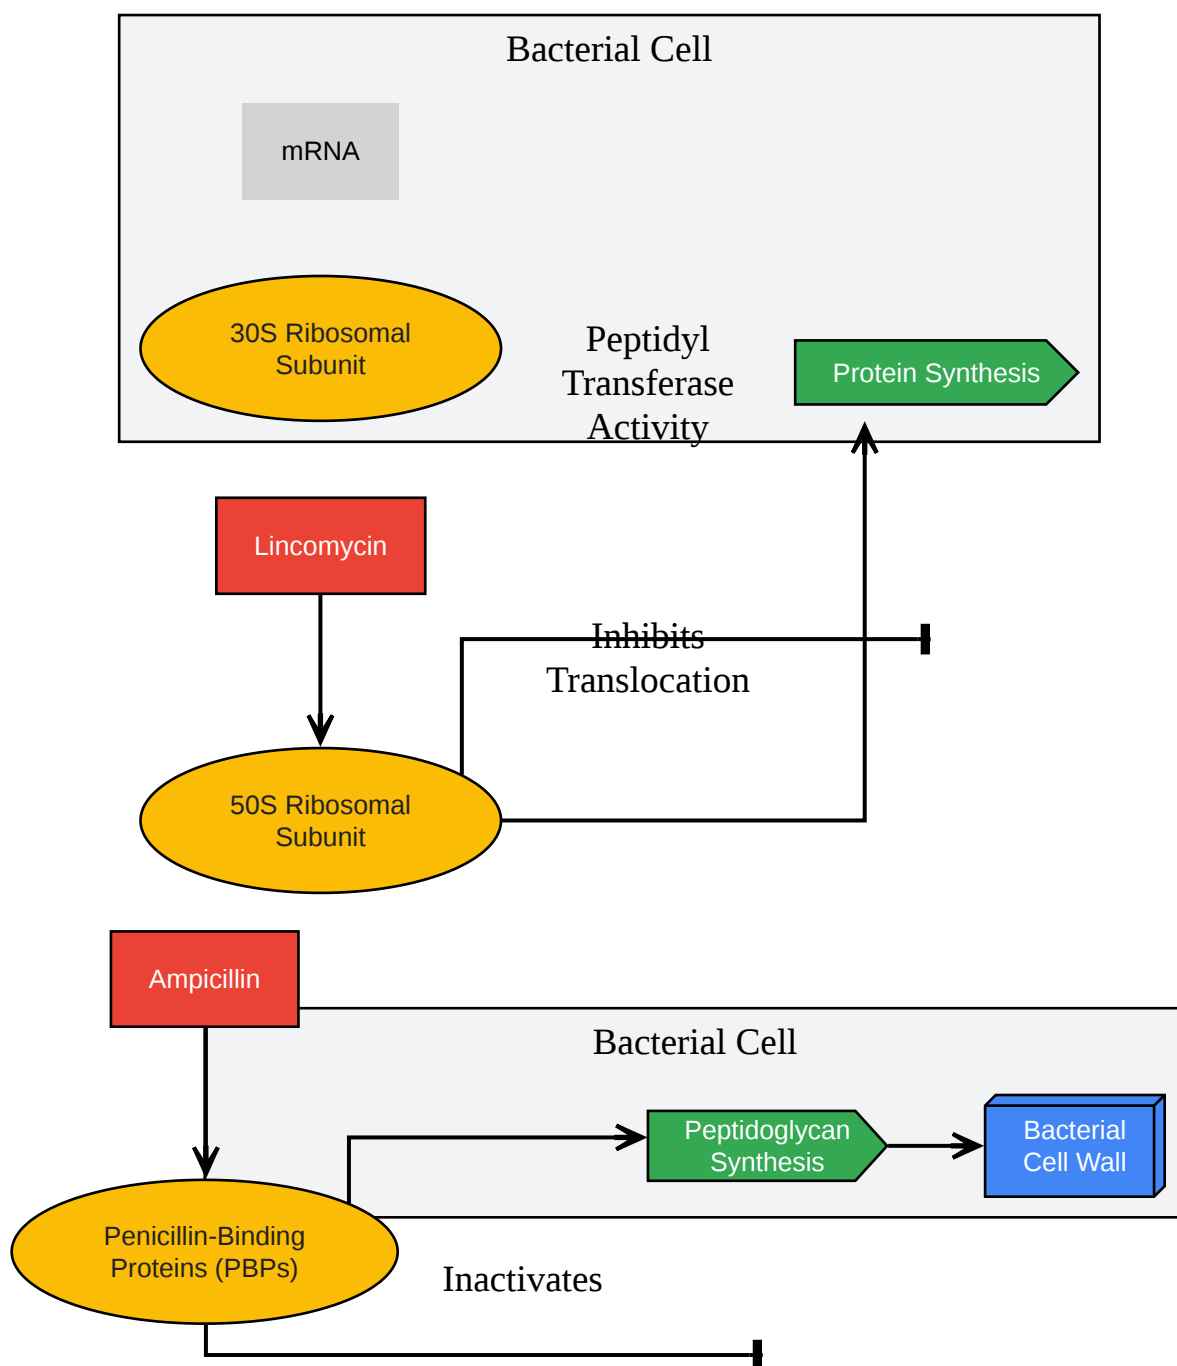 Bacterial Cell
mRNA
30S Ribosomal
Subunit
Peptidyl
Transferase
Activity
Protein Synthesis
Lincomycin
Inhibits
Translocation
50S Ribosomal
Subunit
Ampicillin
Bacterial Cell
Peptidoglycan
Synthesis
Bacterial
Cell Wall
Penicillin-Binding
Proteins (PBPs)
Inactivates